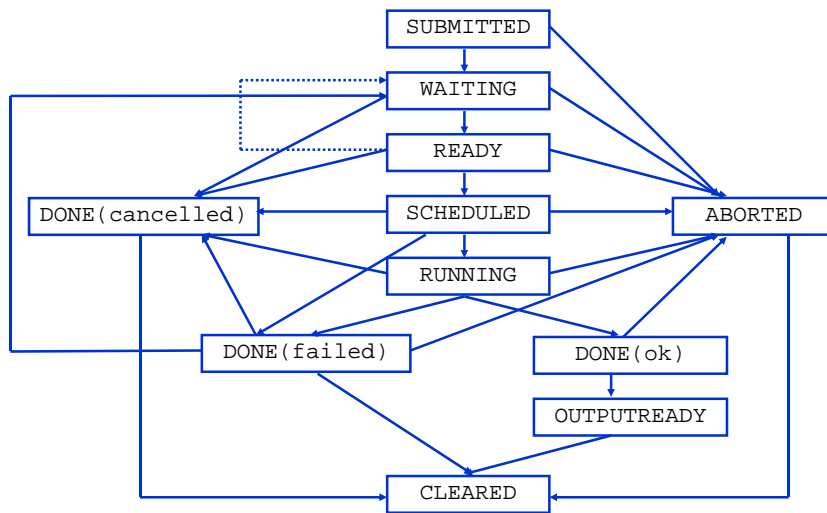 SUBMITTED
WAITING
READY
DONE(cancelled)
SCHEDULED
ABORTED
RUNNING
DONE(failed)
DONE(ok)
OUTPUTREADY
CLEARED